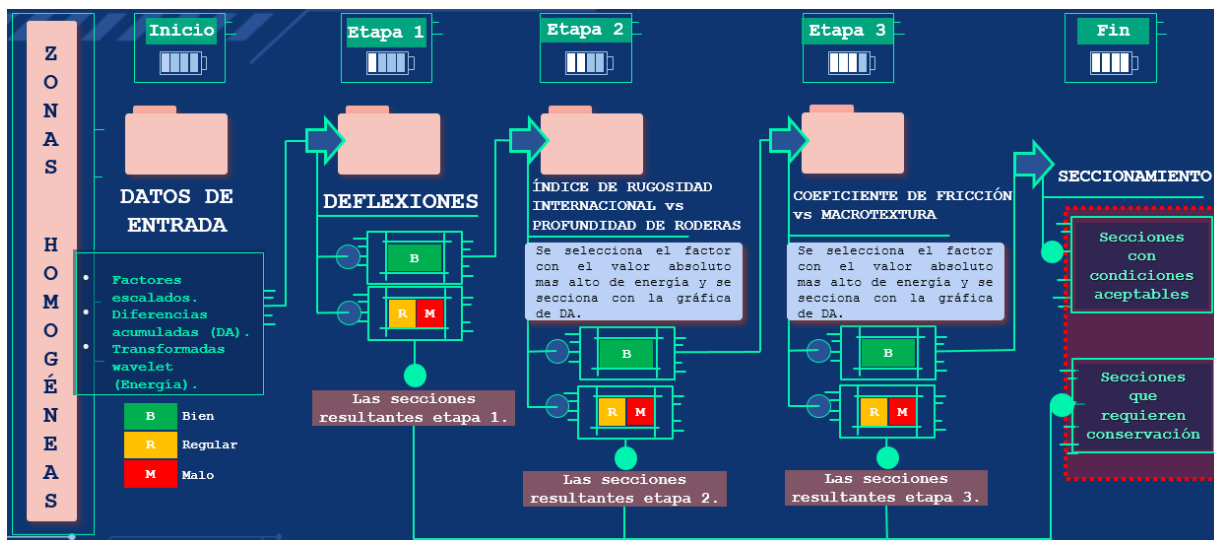 ZONAS HOMOGÉNEAS
Inicio
DATOS DE
ENTRADA
• Factores
escalados.
• Diferencias
acumuladas (DA).
• Transformadas
wavelet
(Energía).
B Bien
R Regular
M Malo
Etapa 1
DEFLEXIONES
B
R M
Las secciones
resultantes etapa 1.
Etapa 2
ÍNDICE DE RUGOSIDAD
INTERNACIONAL vs
PROFUNDIDAD DE RODERAS
Se selecciona el factor
con el valor absoluto
mas alto de energía y se
secciona con la gráfica
de DA.
B
R M
Las secciones
resultantes etapa 2.
Etapa 3
COEFICIENTE DE FRICCIÓN
vs MACROTEXTURA
Se selecciona el factor
con el valor absoluto
mas alto de energía y se
secciona con la gráfica
de DA.
B
R M
Las secciones
resultantes etapa 3.
Fin
SECCIONAMIENTO
Secciones
con
condiciones
aceptables
Secciones
que
requieren
conservación